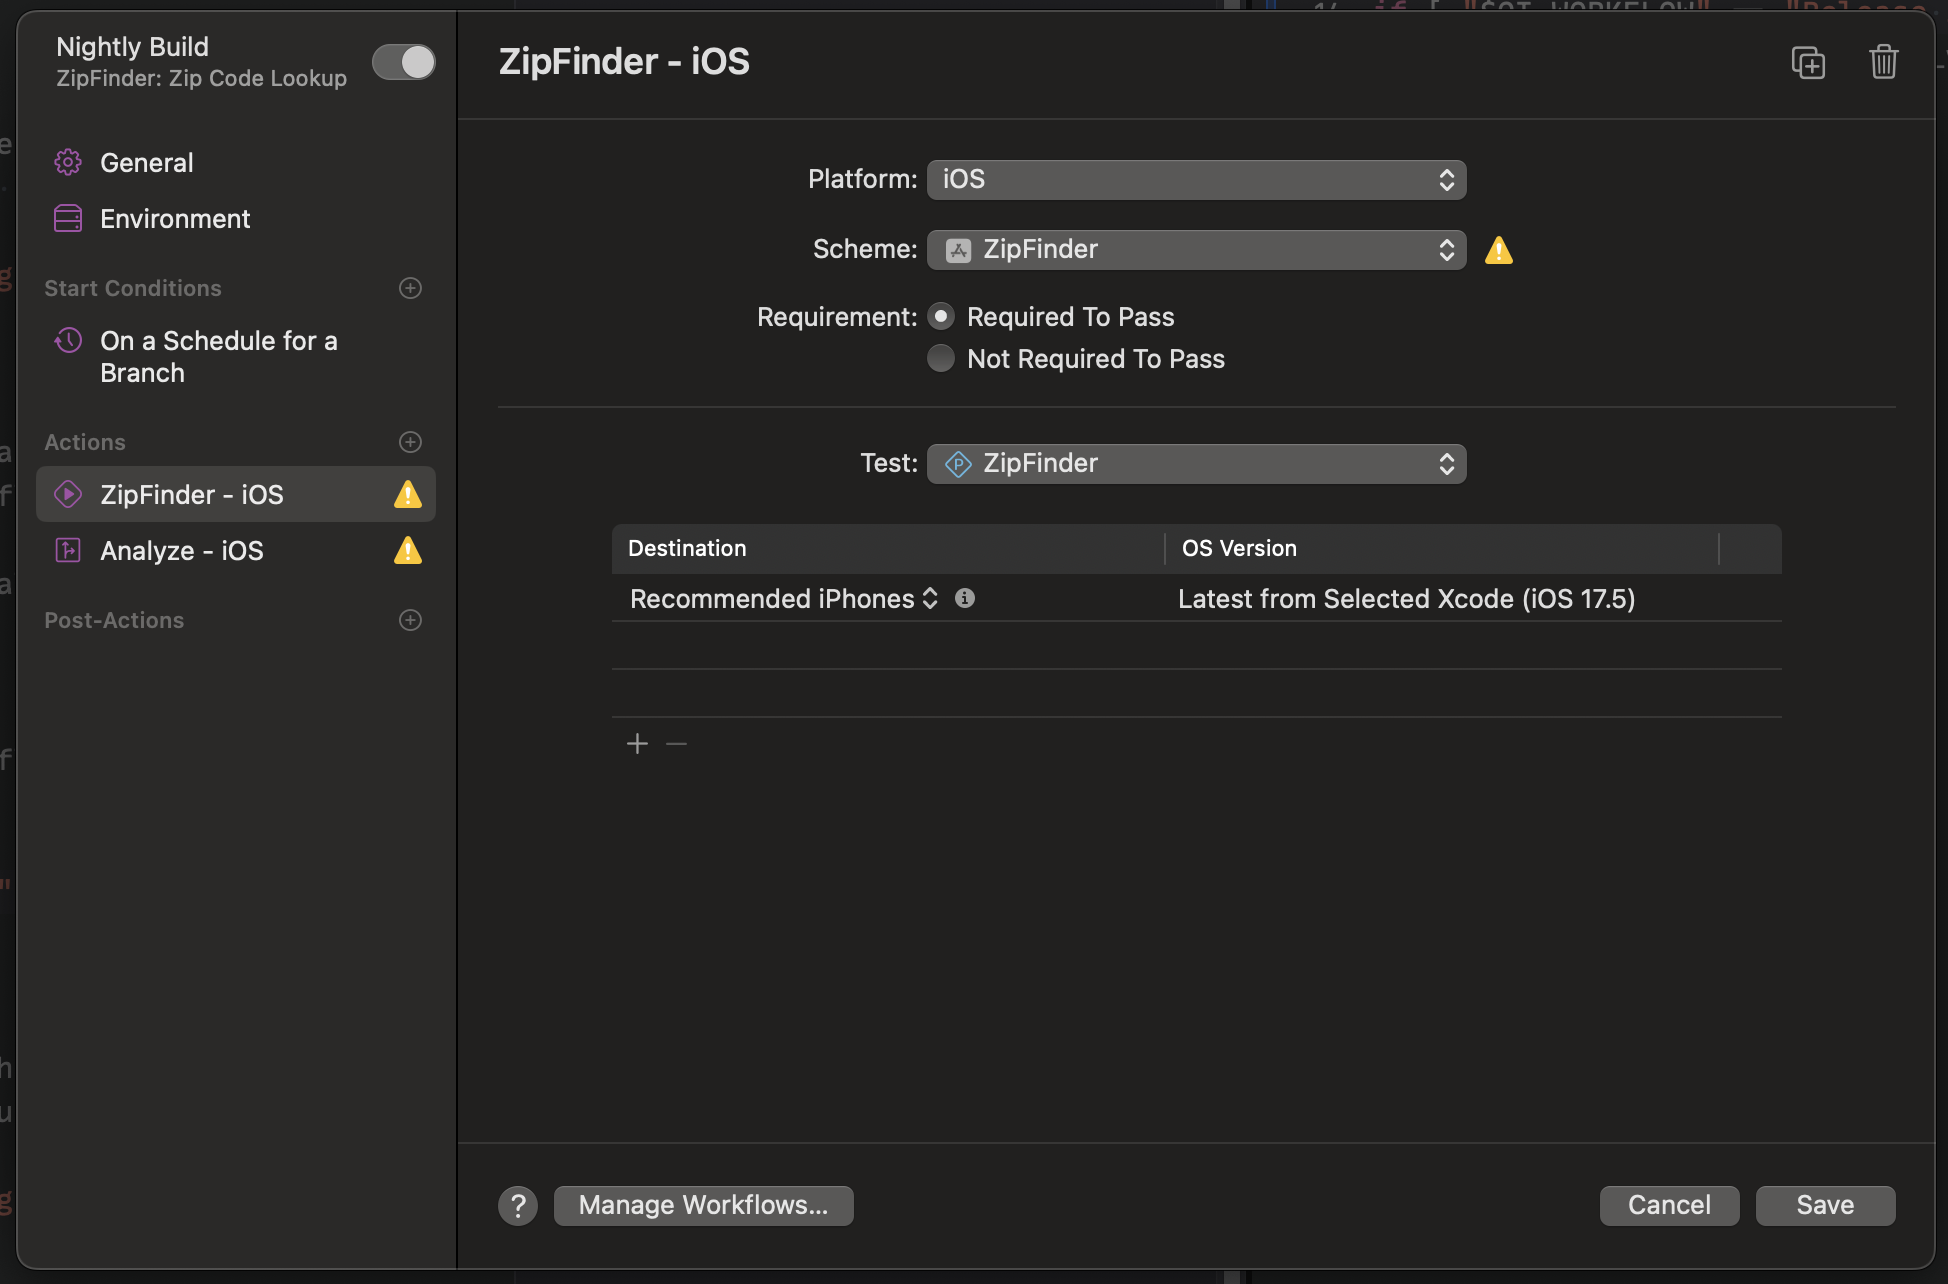 Nightly Build
ZipFinder: Zip Code Lookup
General
Environment
Start Conditions
On a Schedule for a
Branch
Actions
ZipFinder - iOS
Analyze - iOS
Post-Actions
ZipFinder - iOS
Platform: iOS
Scheme: ZipFinder
Requirement: Required To Pass
Not Required To Pass
Test: P ZipFinder
Destination OS Version
Recommended iPhones Latest from Selected Xcode (iOS 17.5)
? Manage Workflows... Cancel Save